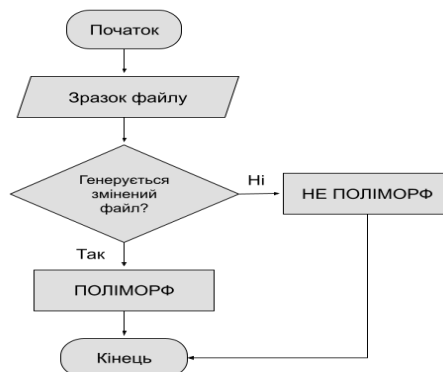 Початок
Зразок файлу
Генерується
змінений
файл?
Ні
НЕ ПОЛІМОРФ
Так
ПОЛІМОРФ
Кінець